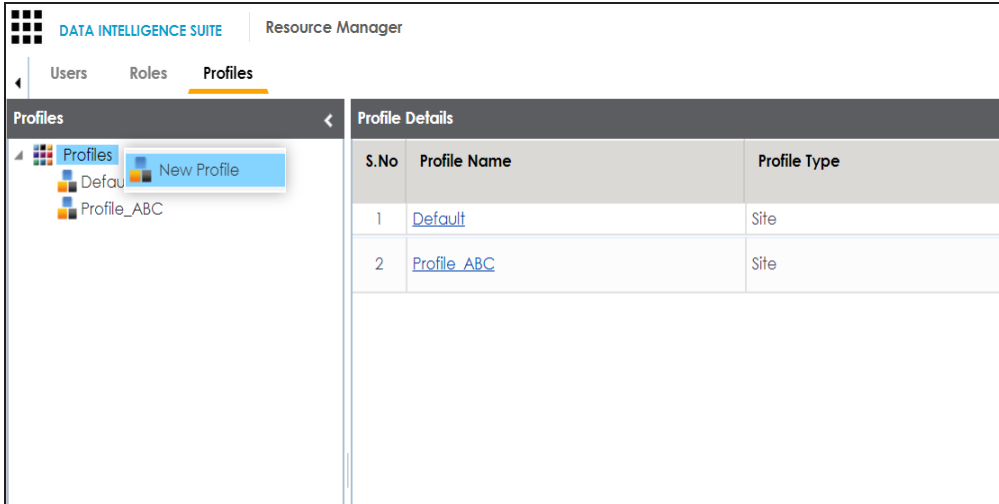 DATA INTELLIGENCE SUITE Resource Manager
Users Roles Profiles
Profiles
Profiles
New Profile
Defau
Profile_ABC
Profile Details
S.No Profile Name Profile Type
1 Default Site
2 Profile_ABC Site